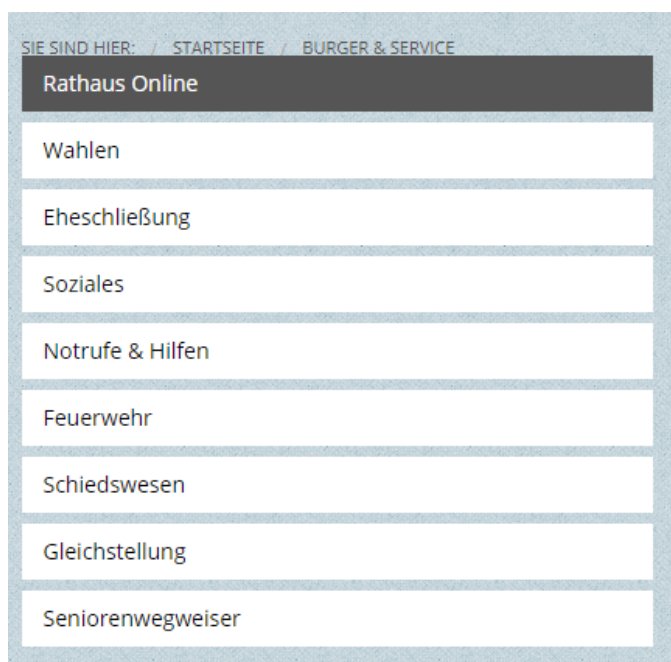 SIE SIND HIER: / STARTSEITE / BURGER & SERVICE
Rathaus Online
Wahlen
Eheschließung
Soziales
Notrufe & Hilfen
Feuerwehr
Schiedswesen
Gleichstellung
Seniorenwegweiser